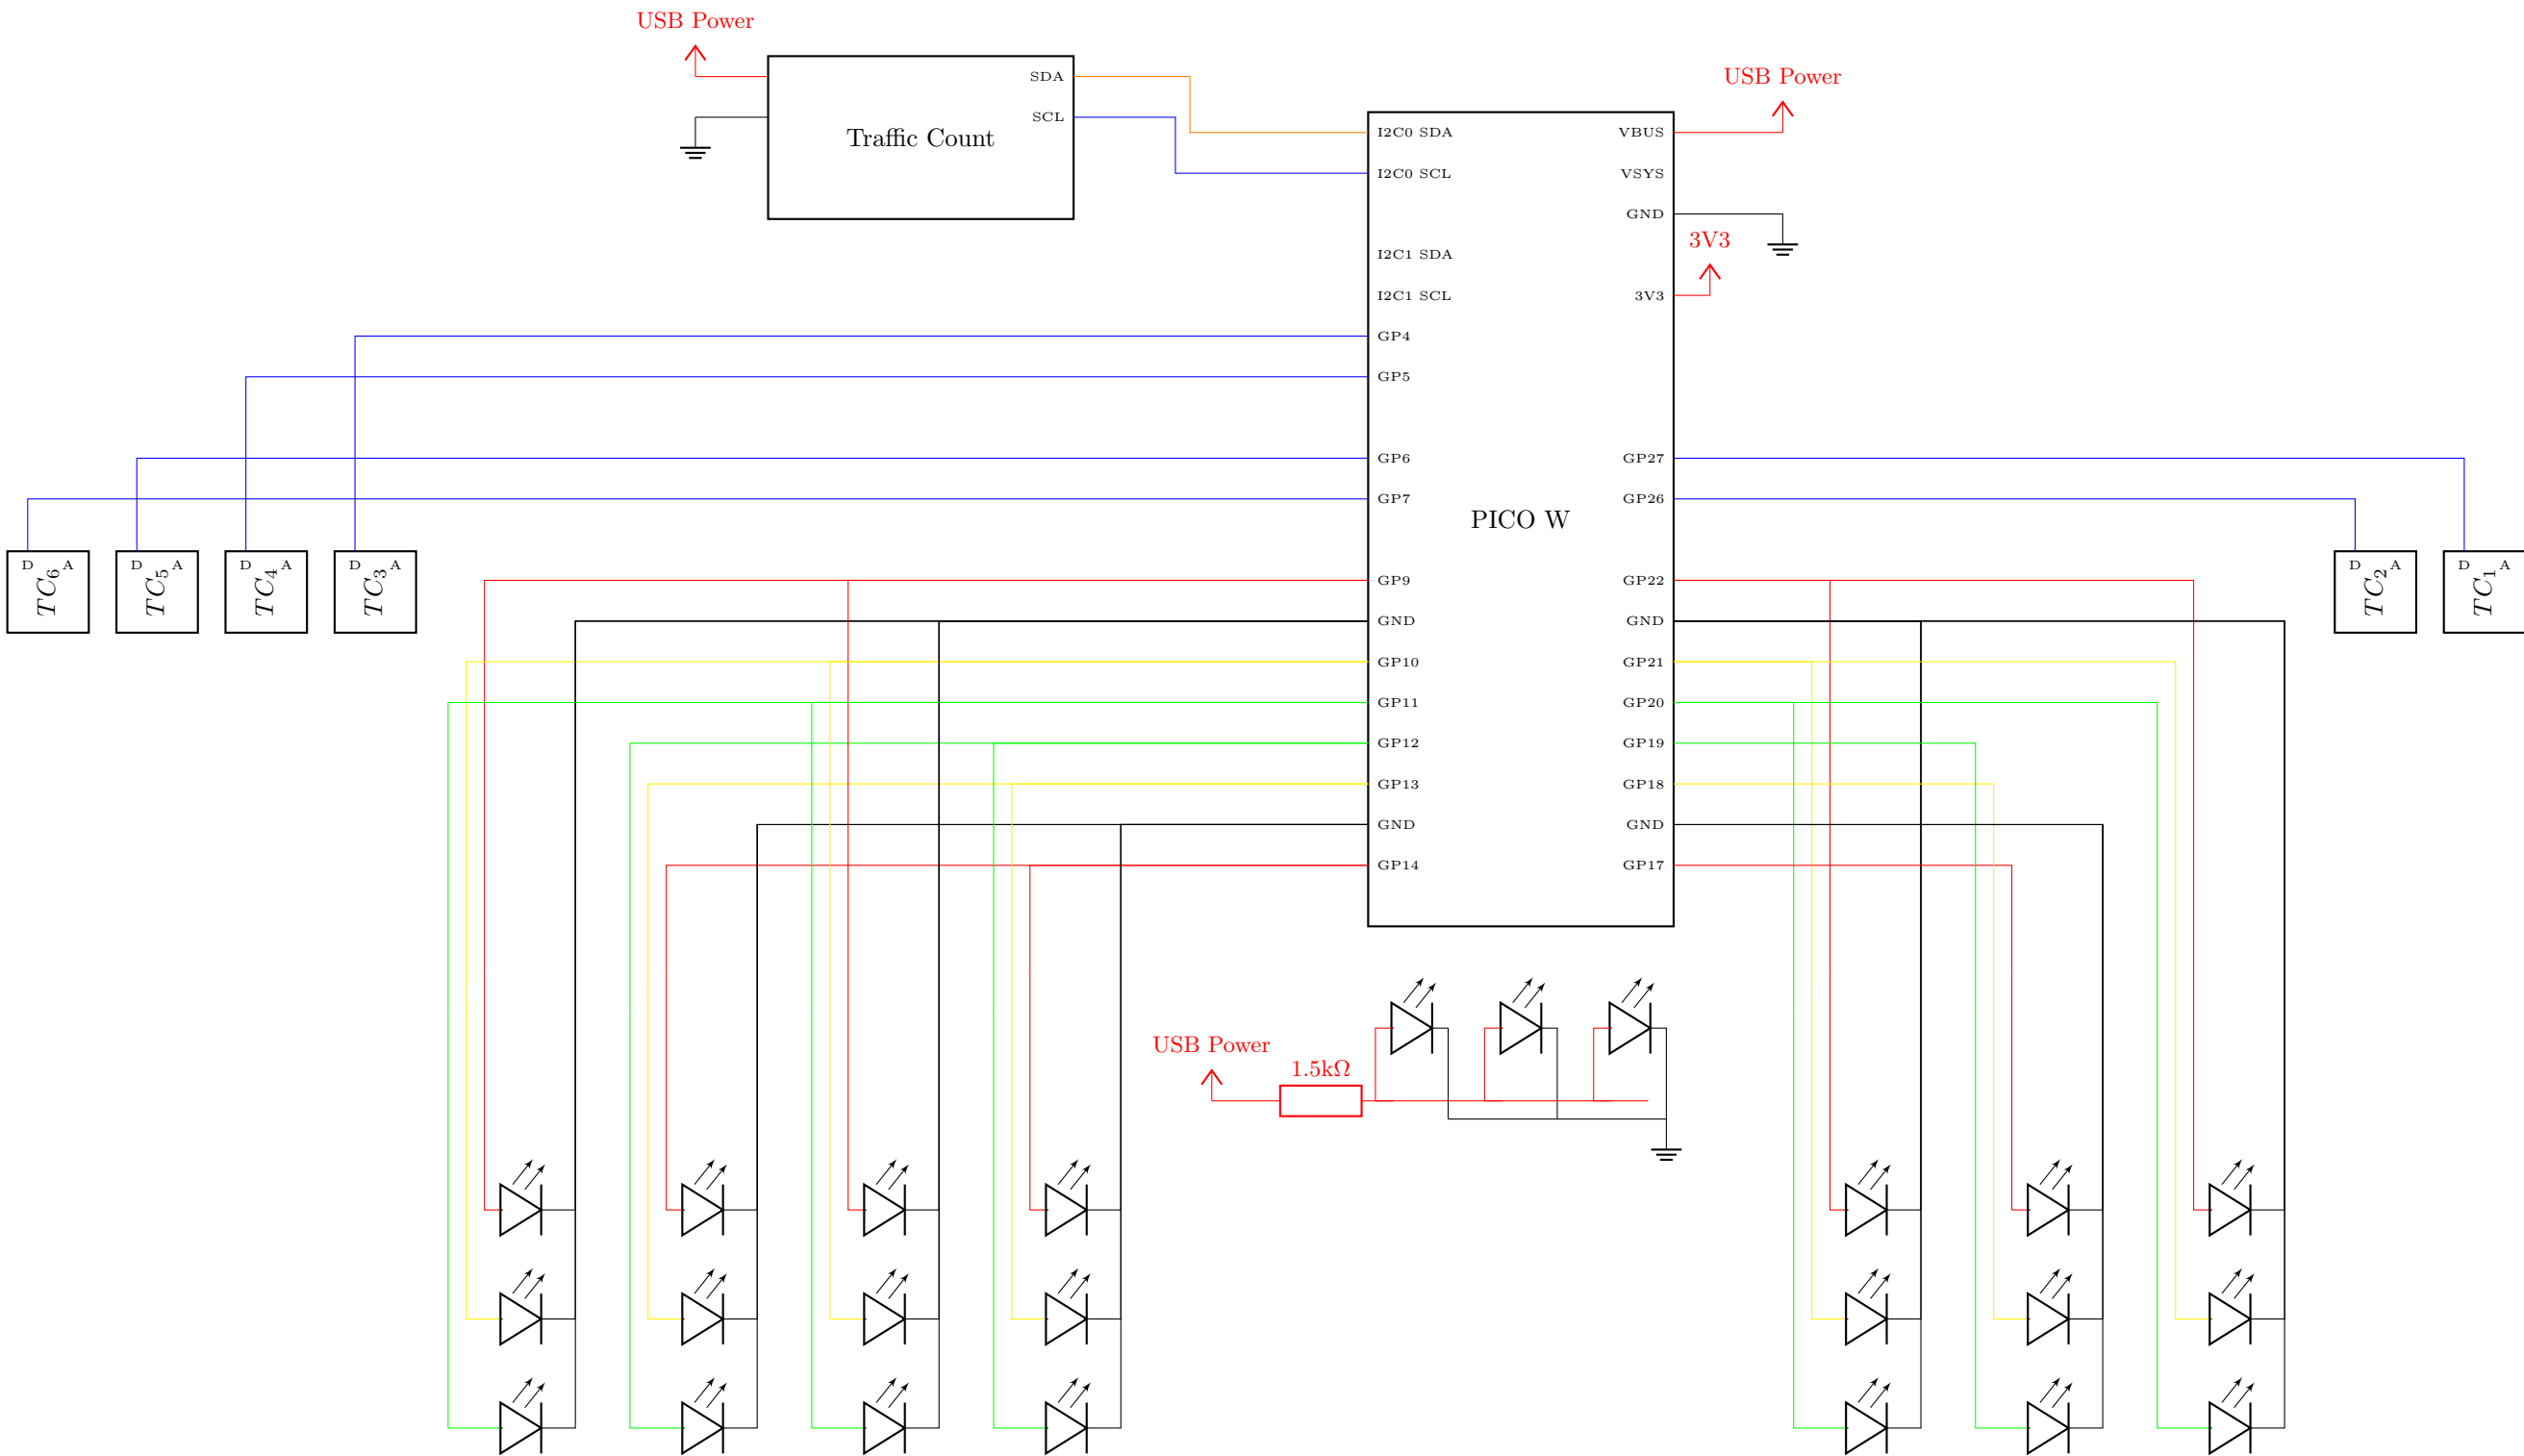 USB Power
SDA
SCL
Traffic Count
USB Power
I2C0 SDA
VBUS
I2C0 SCL
VSYS
GND
3V3
I2C1 SDA
I2C1 SCL
3V3
GP4
GP5
GP6
GP27
GP7
GP26
PICO W
D A
TC6
D A
TC5
D A
TC4
D A
TC3
D A
TC2
D A
TC1
GP9
GP22
GND
GND
GP10
GP21
GP11
GP20
GP12
GP19
GP13
GP18
GND
GND
GP14
GP17
USB Power
1.5kΩ